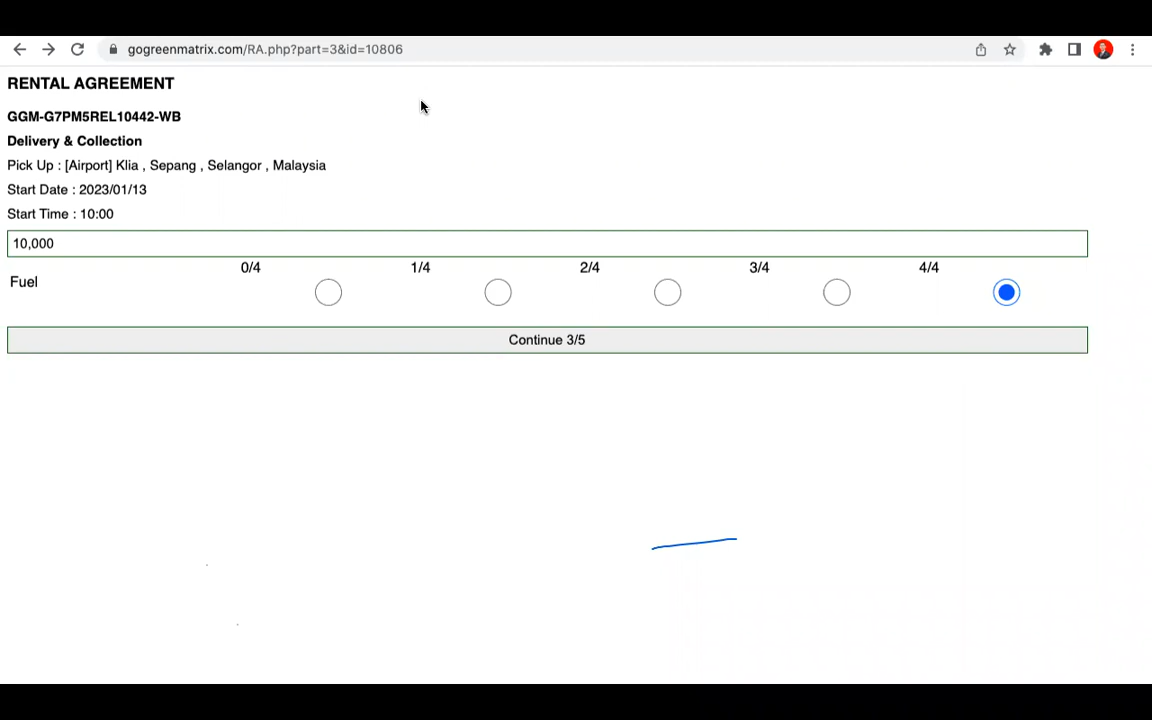 gogreenmatrix.com/RA.php?part=3&id=10806
RENTAL AGREEMENT
GGM-G7PM5REL10442-WB
Delivery & Collection
Pick Up : [Airport] Klia , Sepang , Selangor , Malaysia
Start Date : 2023/01/13
Start Time : 10:00
10,000
0/4 1/4 2/4 3/4 4/4
Fuel
Continue 3/5